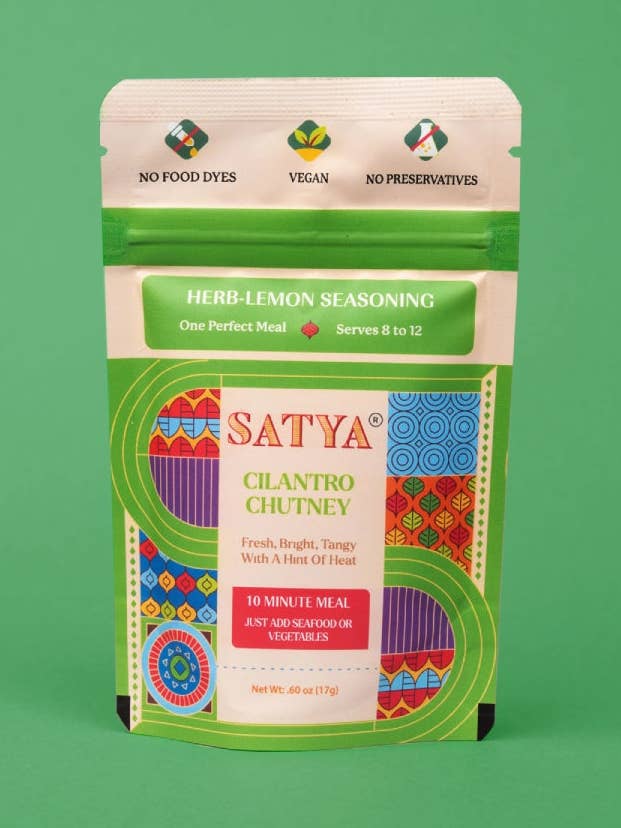 NO FOOD DYES
VEGAN
NO PRESERVATIVES
HERB-LEMON SEASONING
One Perfect Meal Serves 8 to 12
SATYA®
CILANTRO
CHUTNEY
Fresh, Bright, Tangy
With A Hint Of Heat
10 MINUTE MEAL
JUST ADD SEAFOOD OR
VEGETABLES
Net Wt: .60 oz (17g)